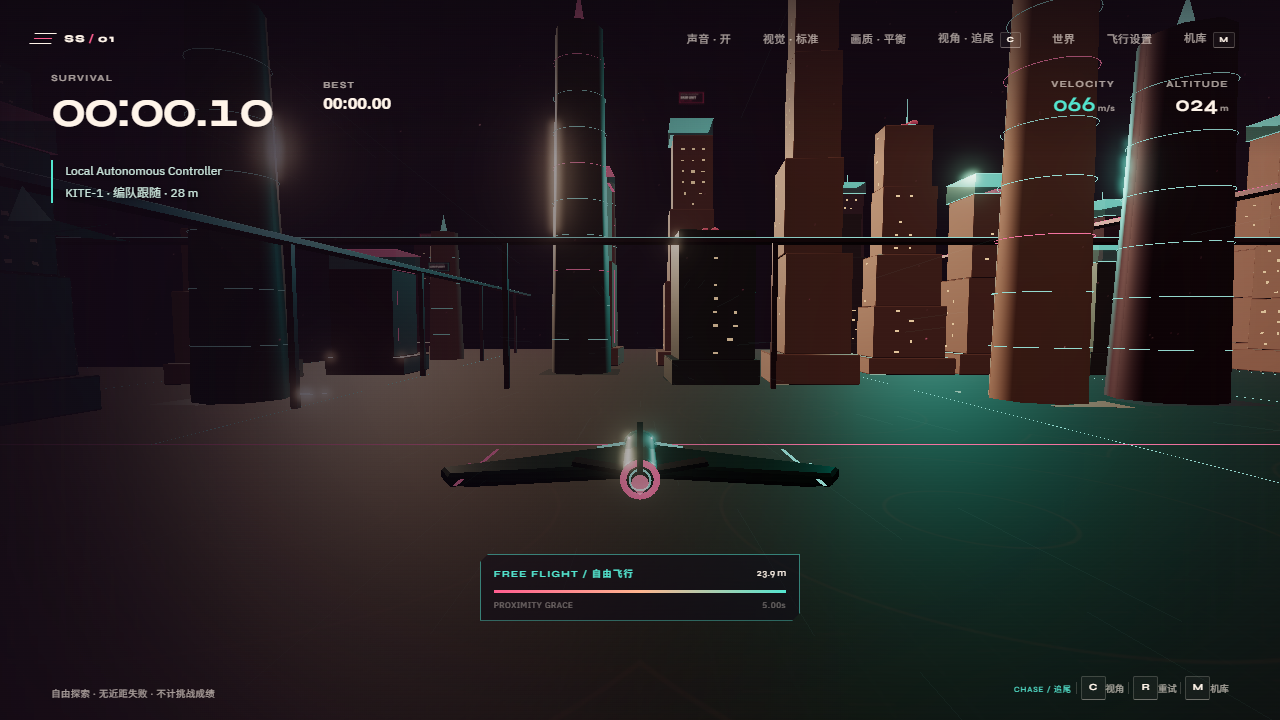 SS / 01
声音 · 开 视觉 · 标准 画质 · 平衡 视角 · 追尾 C 世界 飞行设置 机库 M
SURVIVAL
00:00.10
BEST
00:00.00
VELOCITY
066 m/s
ALTITUDE
024 m
Local Autonomous Controller
KITE-1 · 编队跟随 · 28 m
FREE FLIGHT / 自由飞行 23.9 m
PROXIMITY GRACE 5.00s
自由探索 · 无近距失败 · 不计挑战成绩
CHASE / 追尾 C 视角 R 重试 M 机库